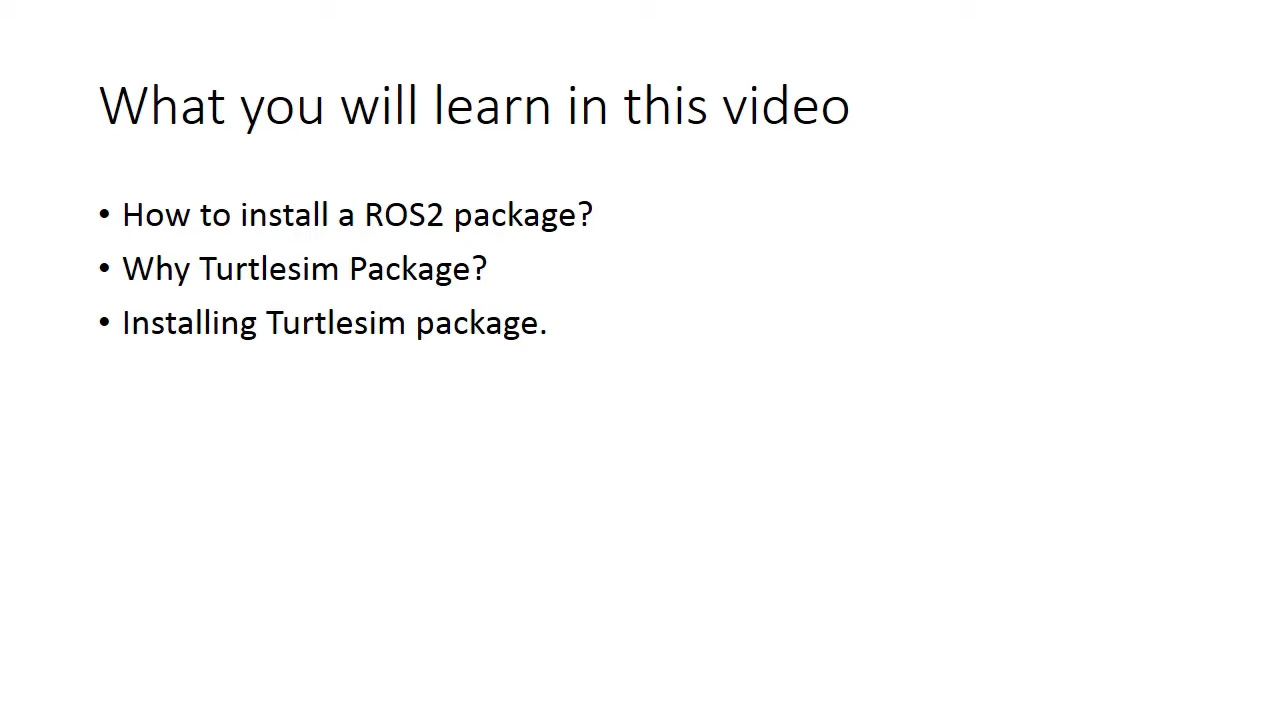 What you will learn in this video
• How to install a ROS2 package?
• Why Turtlesim Package?
• Installing Turtlesim package.